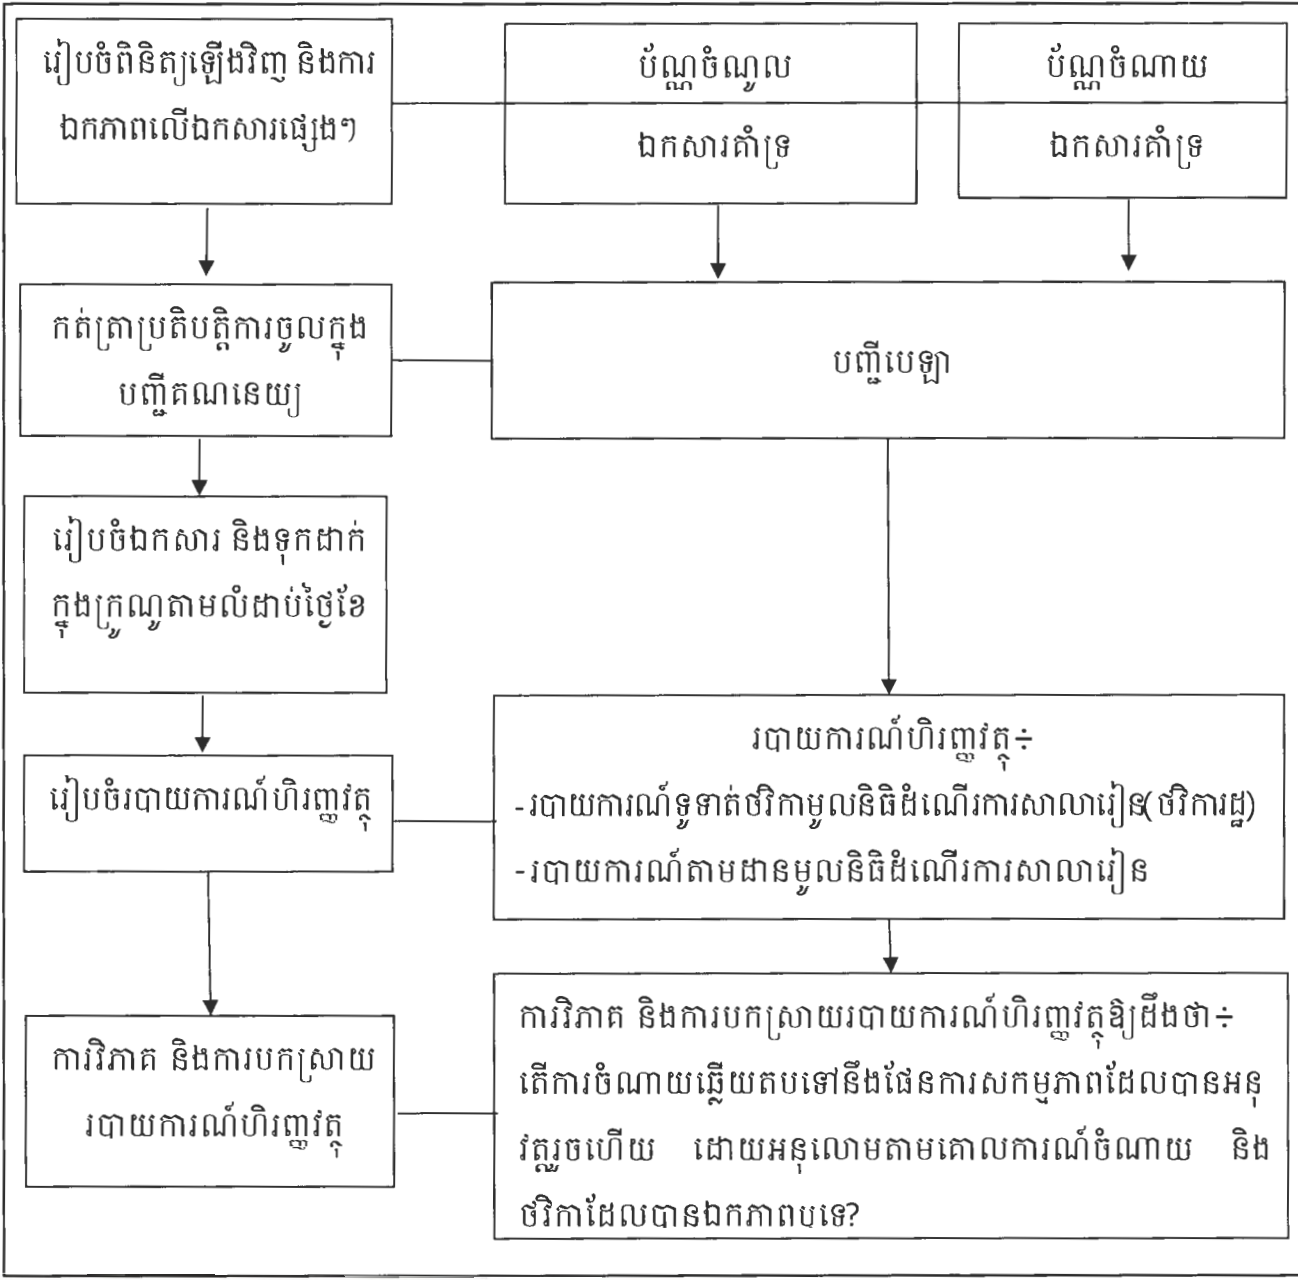 រៀបចំពិនិត្យឡើងវិញ និងការ
ឯកភាពលើឯកសារផ្សេងៗ
ប័ណ្ណចំណូល
ឯកសារគាំទ្រ
ប័ណ្ណចំណាយ
ឯកសារគាំទ្រ
កត់ត្រាប្រតិបត្តិការចូលក្នុង
បញ្ជីគណនេយ្យ
បញ្ជីបេឡា
រៀបចំឯកសារ និងទុកដាក់
ក្នុងក្រូណូតាមលំដាប់ថ្ងៃខែ
រៀបចំរបាយការណ៍ហិរញ្ញវត្ថុ
របាយការណ៍ហិរញ្ញវត្ថុ÷
-របាយការណ៍ទូទាត់ថវិកាមូលនិធិដំណើរការសាលារៀន(ថវិការដ្ឋ)
-របាយការណ៍តាមដានមូលនិធិដំណើរការសាលារៀន
ការវិភាគ និងការបកស្រាយ
របាយការណ៍ហិរញ្ញវត្ថុ
ការវិភាគ និងការបកស្រាយរបាយការណ៍ហិរញ្ញវត្ថុឱ្យដឹងថា÷
តើការចំណាយឆ្លើយតបទៅនឹងផែនការសកម្មភាពដែលបានអនុ
វត្តរួចហើយ ដោយអនុលោមតាមគោលការណ៍ចំណាយ និង
ថវិកាដែលបានឯកភាពឬទេ?